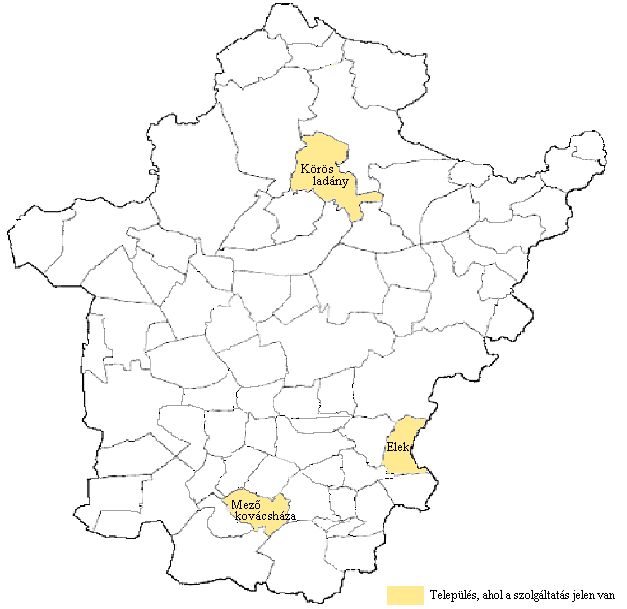 Körös
ladány
Elek
Mező
kovácsháza
Település, ahol a szolgáltatás jelen van